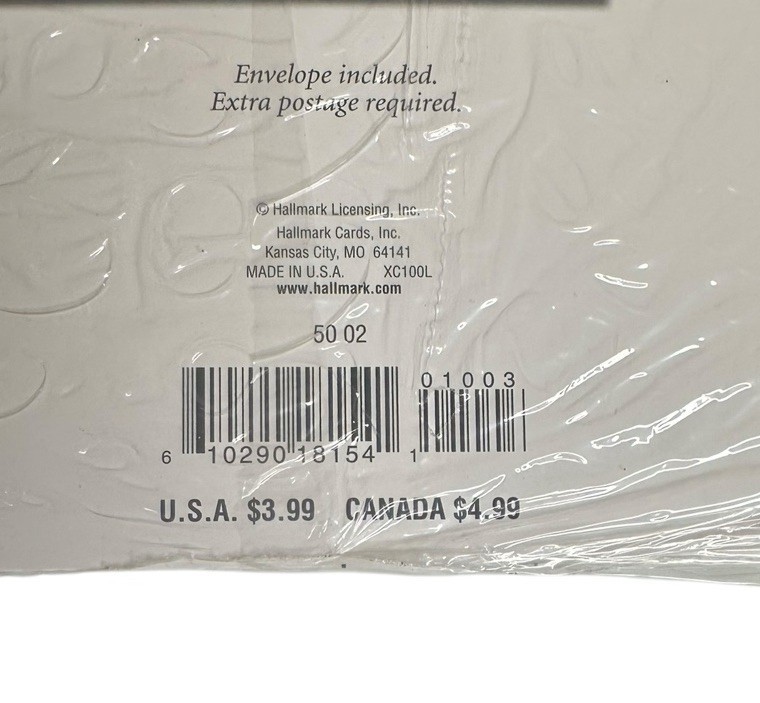 Envelope included.
Extra postage required.
© Hallmark Licensing, Inc.
Hallmark Cards, Inc.
Kansas City, MO 64141
MADE IN U.S.A. XC100L
www.hallmark.com
50 02
01003
6 10290 18154 1
U.S.A. $3.99 CANADA $4.99